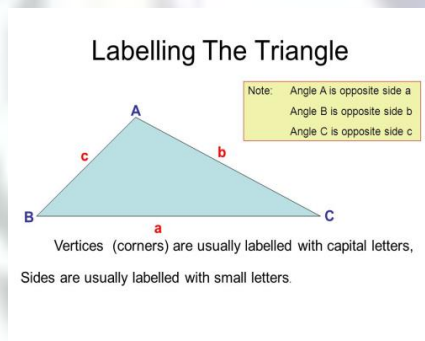 Labelling The Triangle
Note: Angle A is opposite side a
Angle B is opposite side b
Angle C is opposite side c
A
c
b
B
C
a
Vertices (corners) are usually labelled with capital letters,
Sides are usually labelled with small letters.